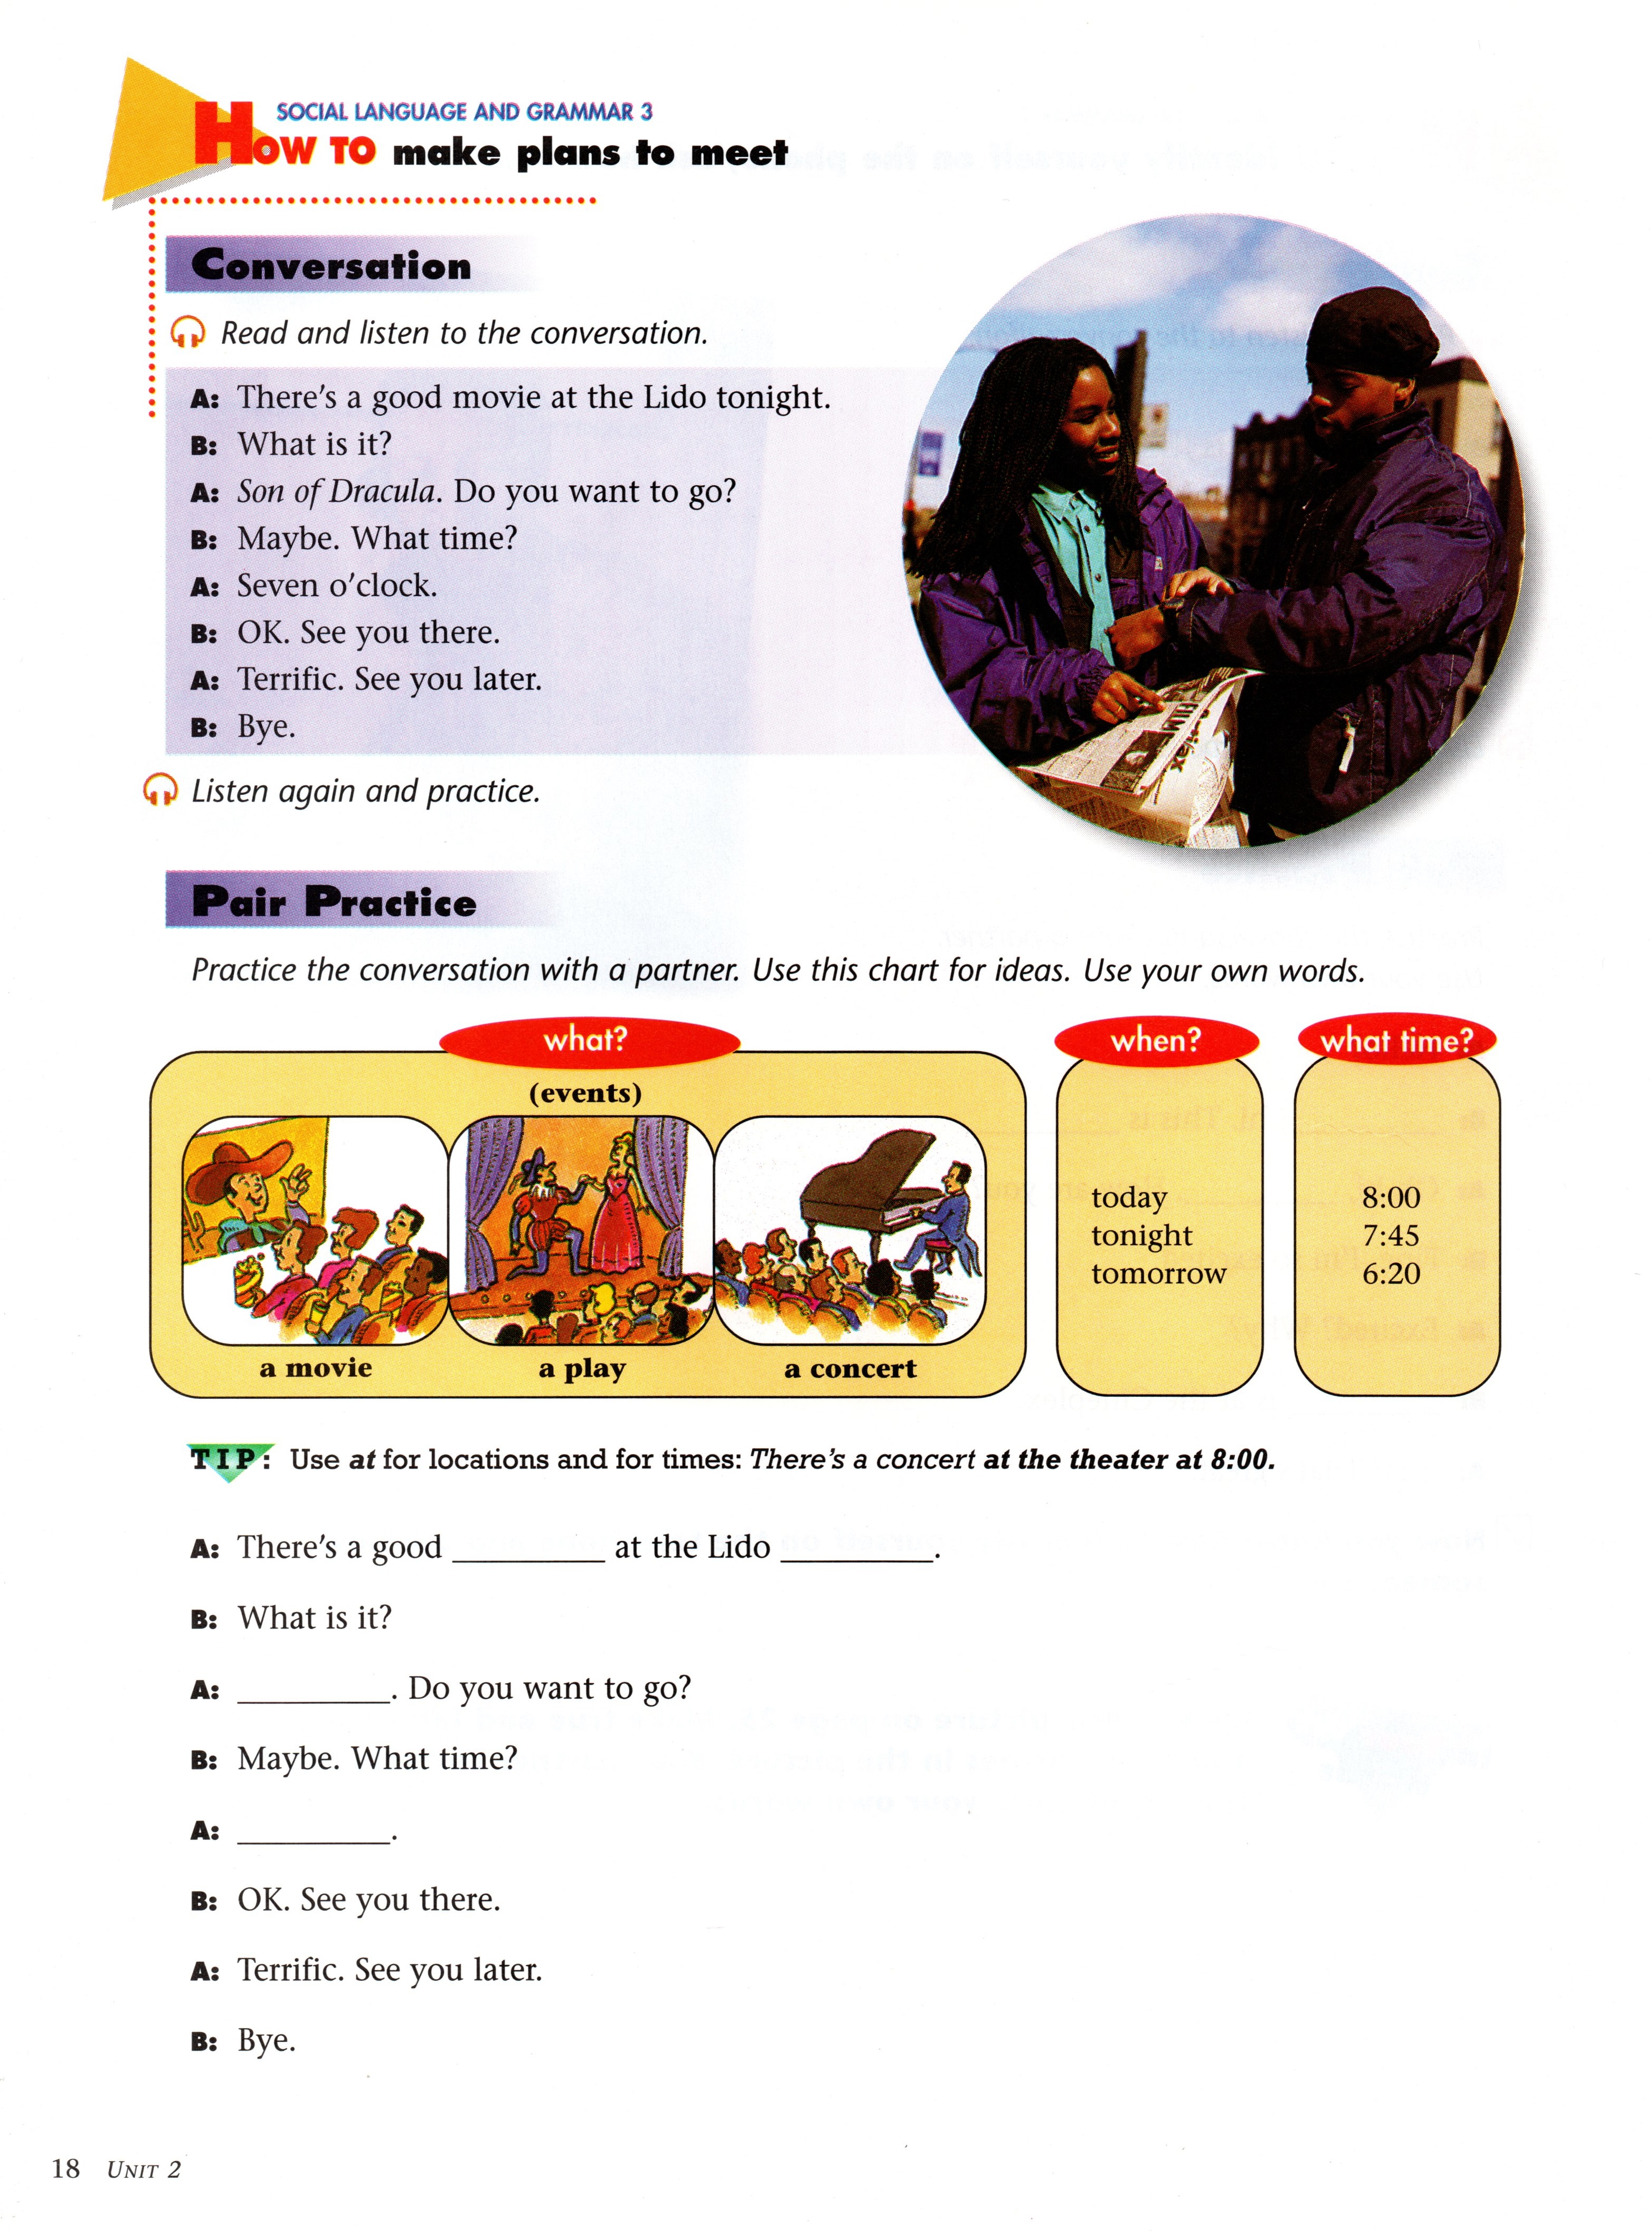 SOCIAL LANGUAGE AND GRAMMAR 3
HOW TO make plans to meet
Conversation
Read and listen to the conversation.
A: There's a good movie at the Lido tonight.
B: What is it?
A: Son of Dracula. Do you want to go?
B: Maybe. What time?
A: Seven o'clock.
B: OK. See you there.
A: Terrific. See you later.
B: Bye.
FILM
Listen again and practice.
Pair Practice
Practice the conversation with a partner. Use this chart for ideas. Use your own words.
what?
(events)
a movie
a play
a concert
when?
today
tonight
tomorrow
what time?
8:00
7:45
6:20
TIP: Use at for locations and for times: There's a concert at the theater at 8:00.
A: There's a good ________ at the Lido ________.
B: What is it?
A: ________. Do you want to go?
B: Maybe. What time?
A: ________.
B: OK. See you there.
A: Terrific. See you later.
B: Bye.
18 UNIT 2